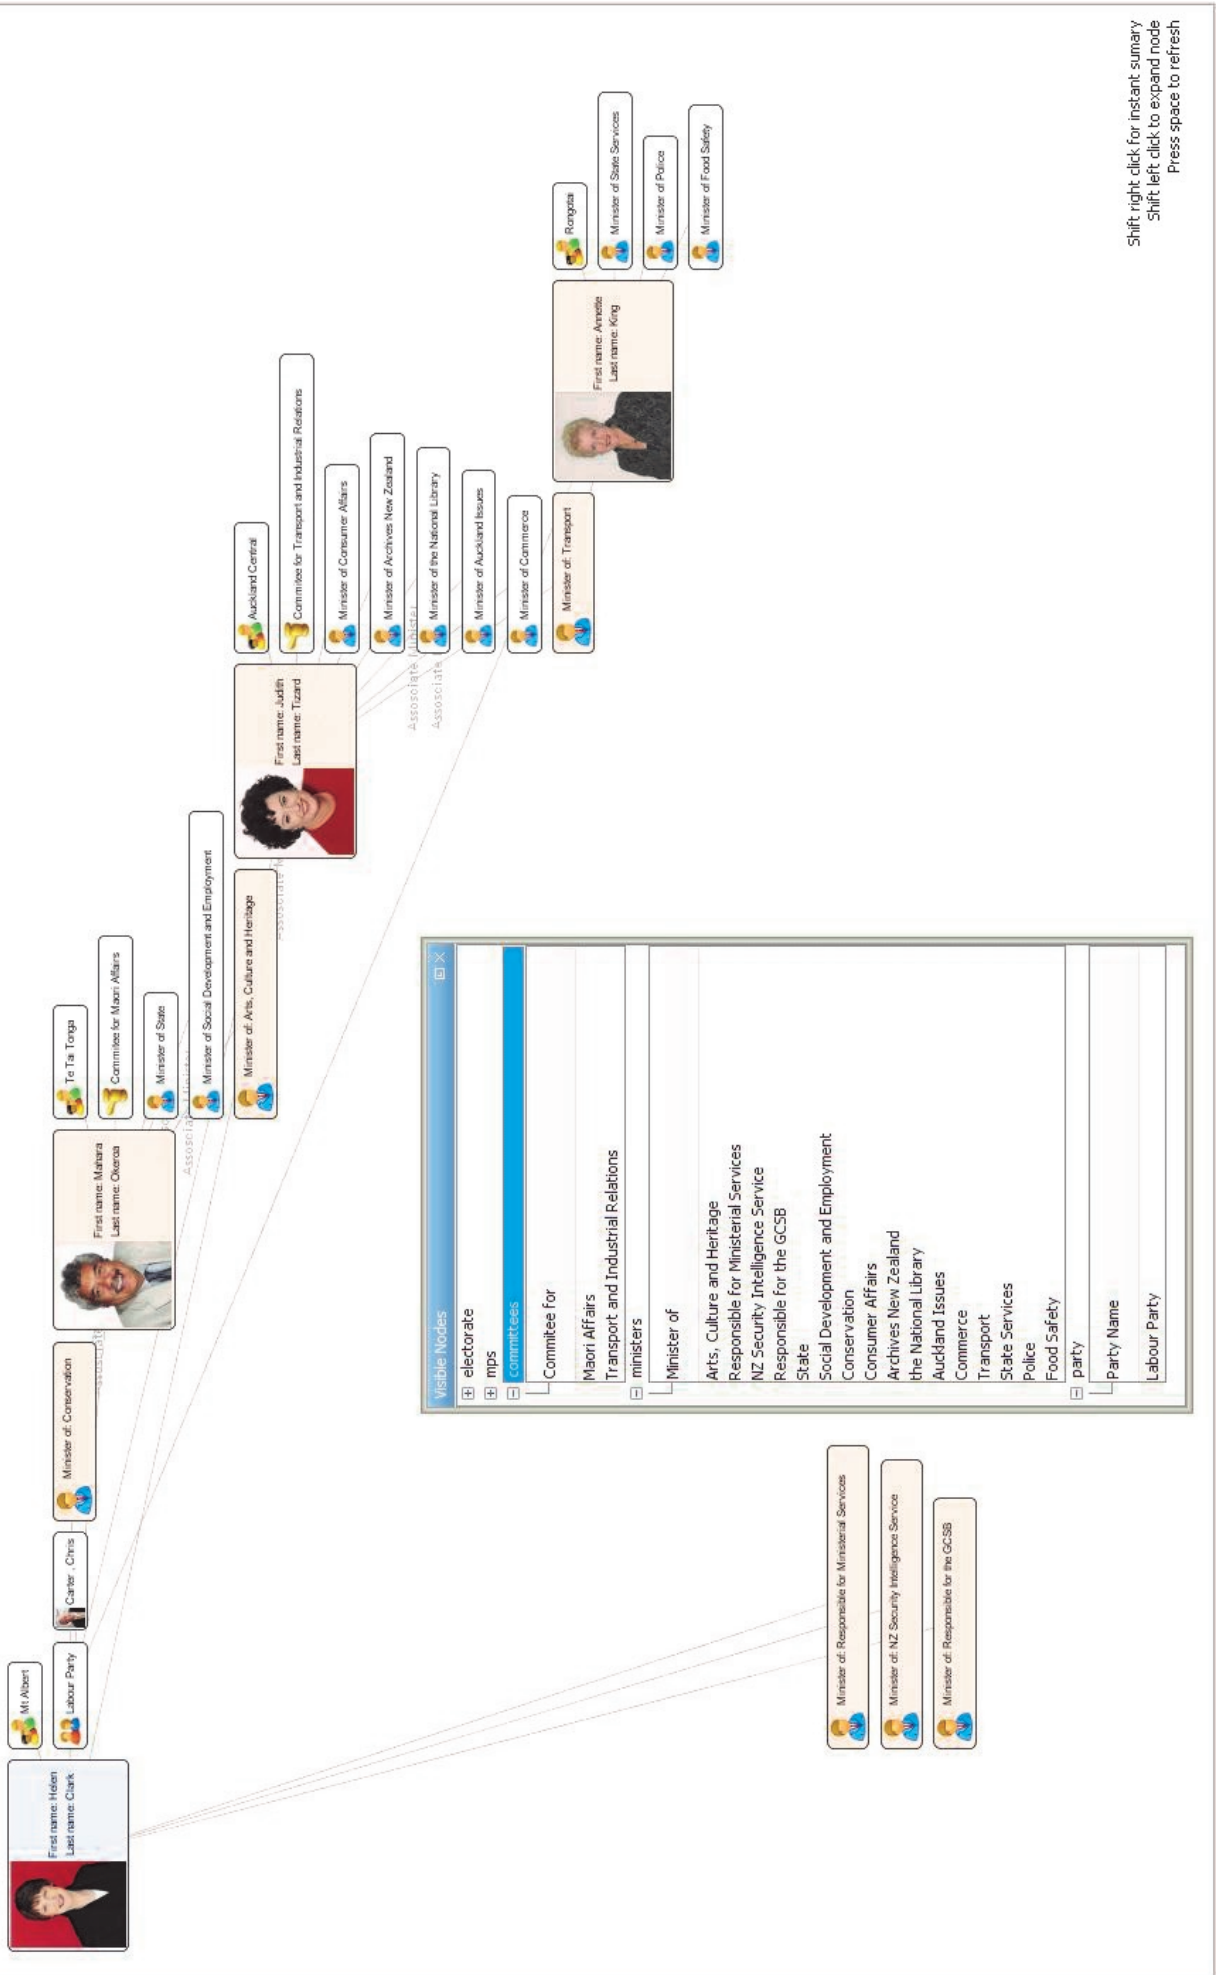 First name: Helen
Last name: Clark
Mt Albert
Labour Party
Carter , Chris
Minister of: Conservation
Associate
First name: Mahara
Last name: Okeroa
Te Tai Tonga
Commitee for Maori Affairs
Minister of State
Minister of Social Development and Employment
Minister of: Arts, Culture and Heritage
First name: Judith
Last name: Tizard
Auckland Central
Commitee for Transport and Industrial Relations
Minister of Consumer Affairs
Minister of Archives New Zealand
Minister of the National Library
Minister of Auckland Issues
Minister of Commerce
Minister of: Transport
First name: Annette
Last name: King
Rongotai
Minister of State Services
Minister of Police
Minister of Food Safety
Minister of: Responsible for Ministerial Services
Minister of: NZ Security Intelligence Service
Minister of: Responsible for the GCSB
Visible Nodes
electorate
mps
committees
Commitee for
Maori Affairs
Transport and Industrial Relations
ministers
Minister of
Arts, Culture and Heritage
Responsible for Ministerial Services
NZ Security Intelligence Service
Responsible for the GCSB
State
Social Development and Employment
Conservation
Consumer Affairs
Archives New Zealand
the National Library
Auckland Issues
Commerce
Transport
State Services
Police
Food Safety
party
Party Name
Labour Party
Shift right click for instant sumary
Shift left click to expand node
Press space to refresh